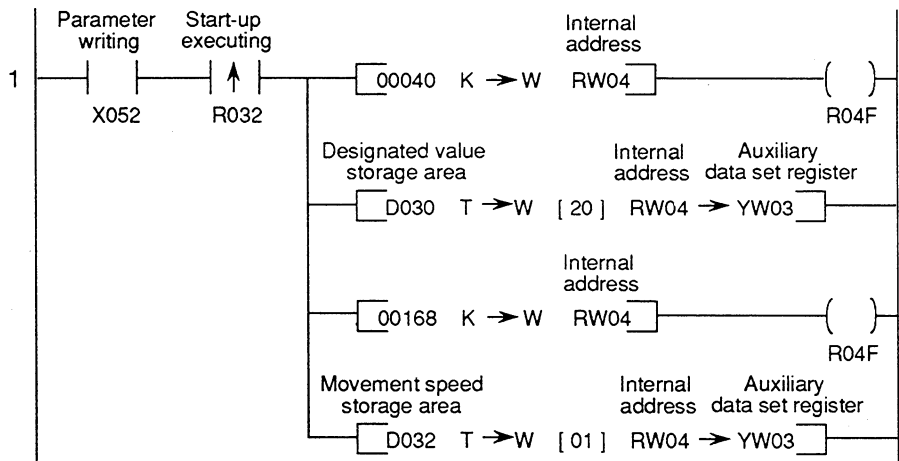 Parameter writing
Start-up executing
Internal address
1
00040 K → W RW04
X052
R032
R04F
Designated value storage area
Internal address
Auxiliary data set register
D030 T → W [ 20 ] RW04 → YW03
Internal address
00168 K → W RW04
R04F
Movement speed storage area
Internal address
Auxiliary data set register
D032 T → W [ 01 ] RW04 → YW03